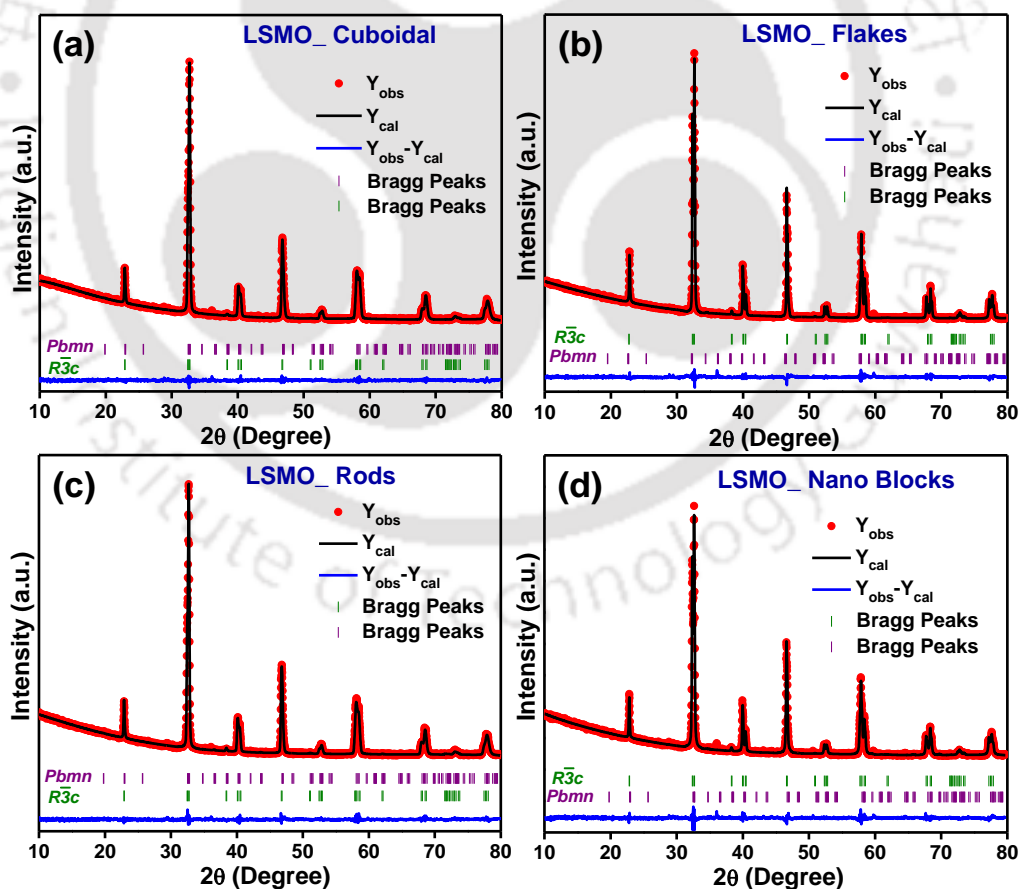 (a)
LSMO_ Cuboidal
Y_obs
Y_cal
Y_obs-Y_cal
Bragg Peaks
Bragg Peaks
Intensity (a.u.)
Pbmn
R3̅c
10 20 30 40 50 60 70 80
2θ (Degree)
(b)
LSMO_ Flakes
Y_obs
Y_cal
Y_obs-Y_cal
Bragg Peaks
Bragg Peaks
Intensity (a.u.)
R3̅c
Pbmn
10 20 30 40 50 60 70 80
2θ (Degree)
(c)
LSMO_ Rods
Y_obs
Y_cal
Y_obs-Y_cal
Bragg Peaks
Bragg Peaks
Intensity (a.u.)
Pbmn
R3̅c
10 20 30 40 50 60 70 80
2θ (Degree)
(d)
LSMO_ Nano Blocks
Y_obs
Y_cal
Y_obs-Y_cal
Bragg Peaks
Bragg Peaks
Intensity (a.u.)
R3̅c
Pbmn
10 20 30 40 50 60 70 80
2θ (Degree)
Institute of Technology Guwahati